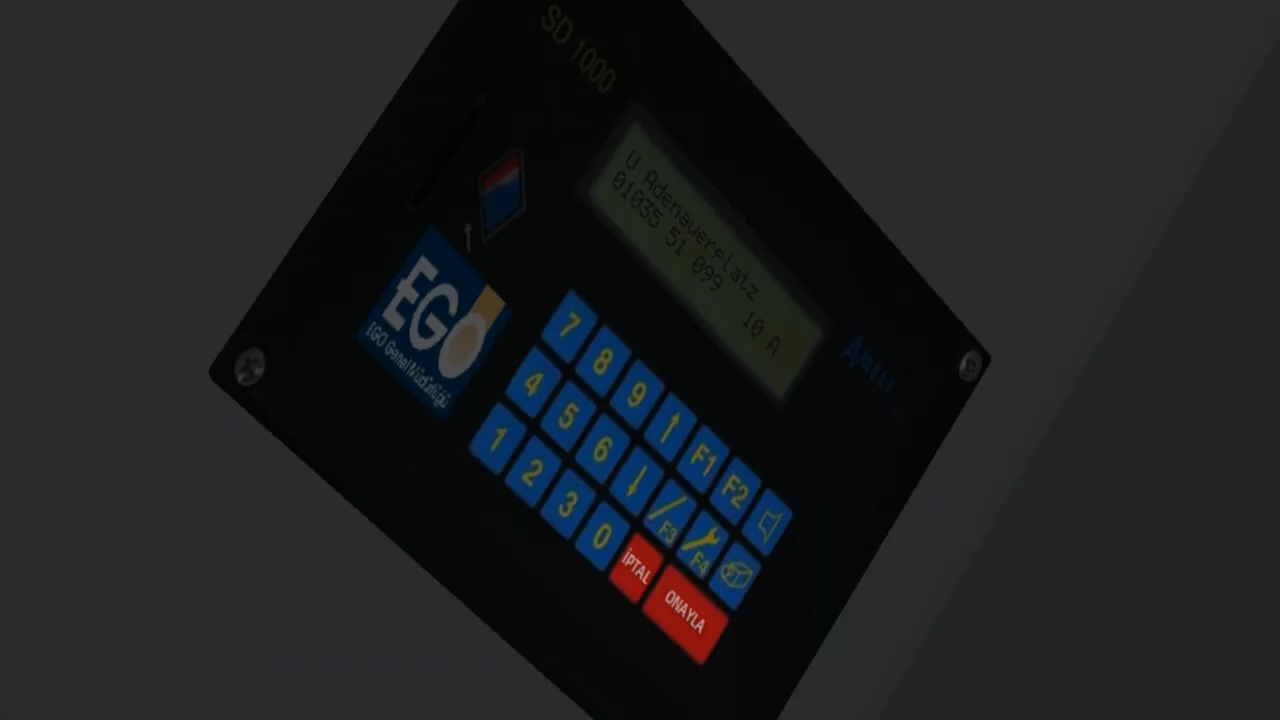 SD 1000
U Adenauerplatz
01035 51 099 10 A
EGO
EGO Genel Müdürlüğü
7 8 9 ↑ F1 F2
4 5 6 ↓ F3 F4
1 2 3 0 İPTAL ONAYLA